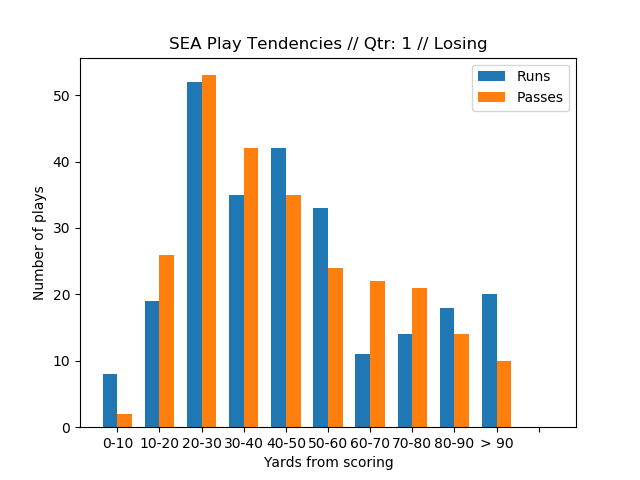 SEA Play Tendencies // Qtr: 1 // Losing
Runs
Passes
Number of plays
50
40
30
20
10
0
0-10 10-20 20-30 30-40 40-50 50-60 60-70 70-80 80-90 > 90
Yards from scoring